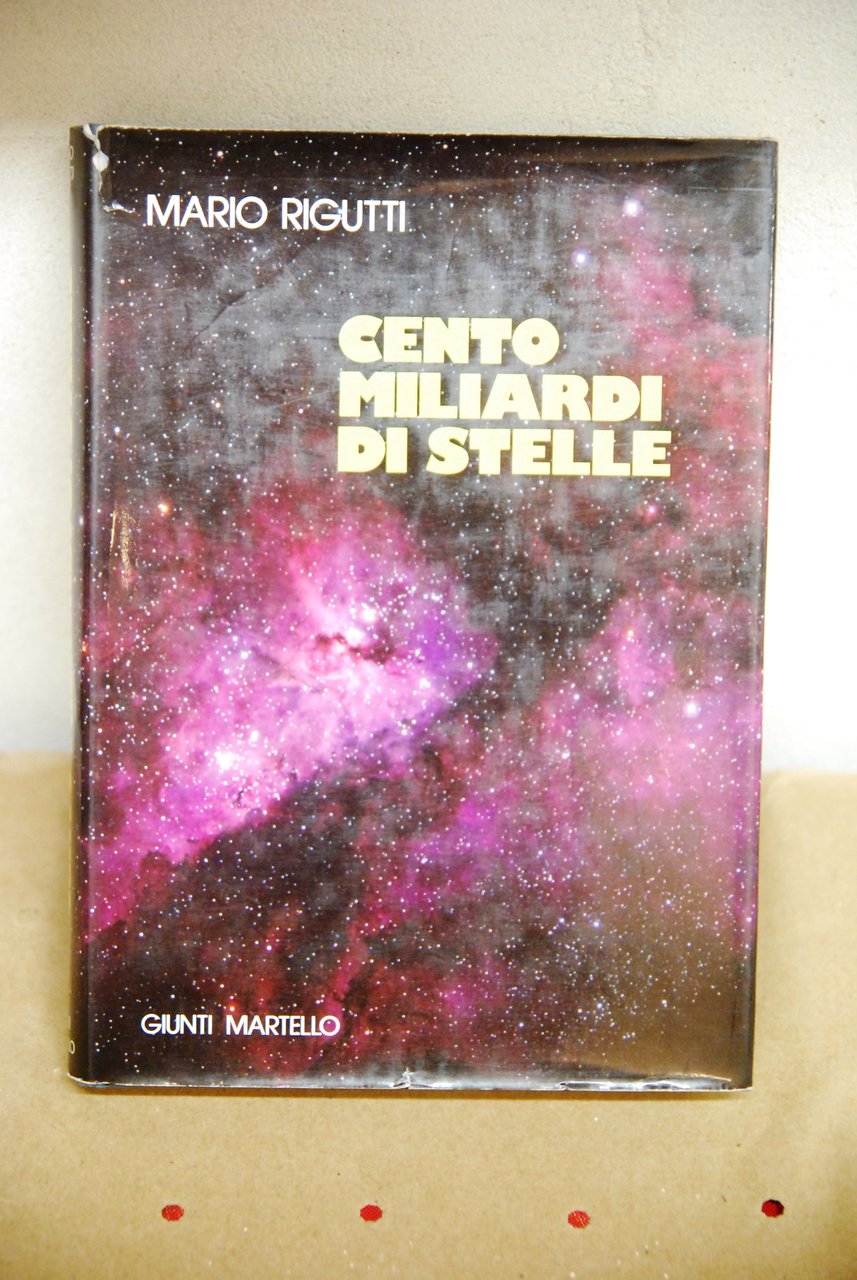 MARIO RIGUTTI
CENTO
MILIARDI
DI STELLE
GIUNTI MARTELLO